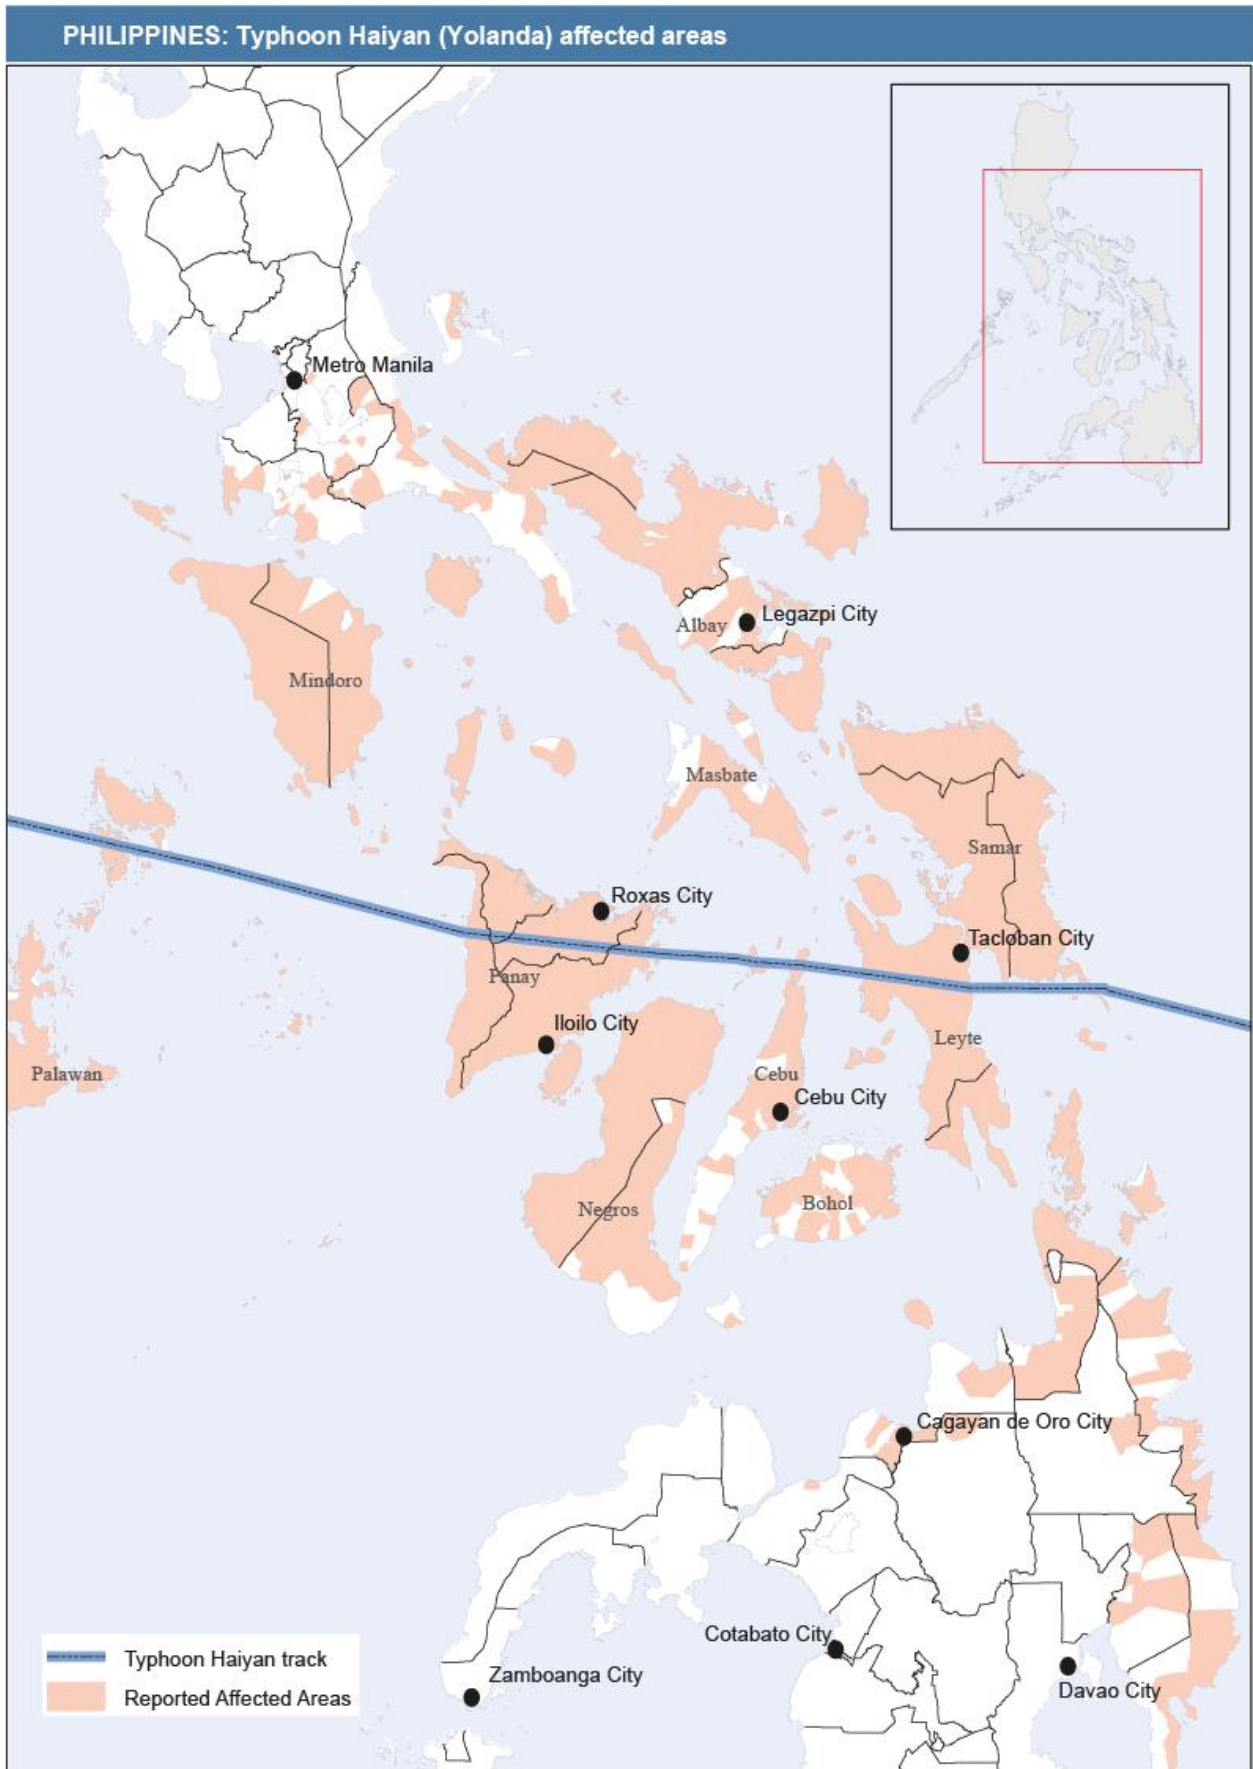 PHILIPPINES: Typhoon Haiyan (Yolanda) affected areas
Metro Manila
Legazpi City
Albay
Mindoro
Masbate
Samar
Roxas City
Tacloban City
Panay
Iloilo City
Leyte
Palawan
Cebu
Cebu City
Bohol
Negros
Cagayan de Oro City
Cotabato City
Typhoon Haiyan track
Zamboanga City
Davao City
Reported Affected Areas